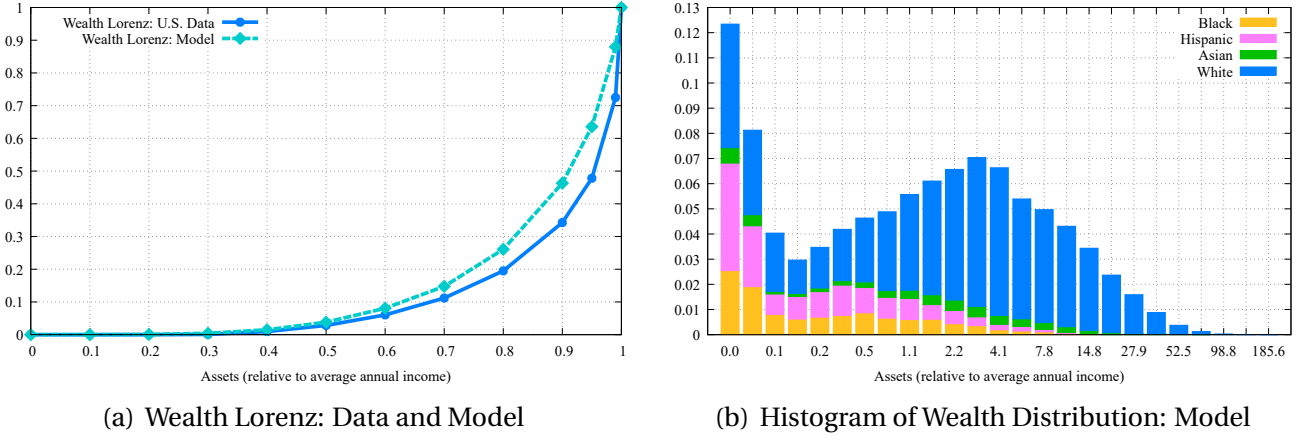 Wealth Lorenz: U.S. Data
Wealth Lorenz: Model
1
0.9
0.8
0.7
0.6
0.5
0.4
0.3
0.2
0.1
0
0 0.1 0.2 0.3 0.4 0.5 0.6 0.7 0.8 0.9 1
Assets (relative to average annual income)
(a) Wealth Lorenz: Data and Model
Black
Hispanic
Asian
White
0.13
0.12
0.11
0.1
0.09
0.08
0.07
0.06
0.05
0.04
0.03
0.02
0.01
0
0.0 0.1 0.2 0.5 1.1 2.2 4.1 7.8 14.8 27.9 52.5 98.8 185.6
Assets (relative to average annual income)
(b) Histogram of Wealth Distribution: Model